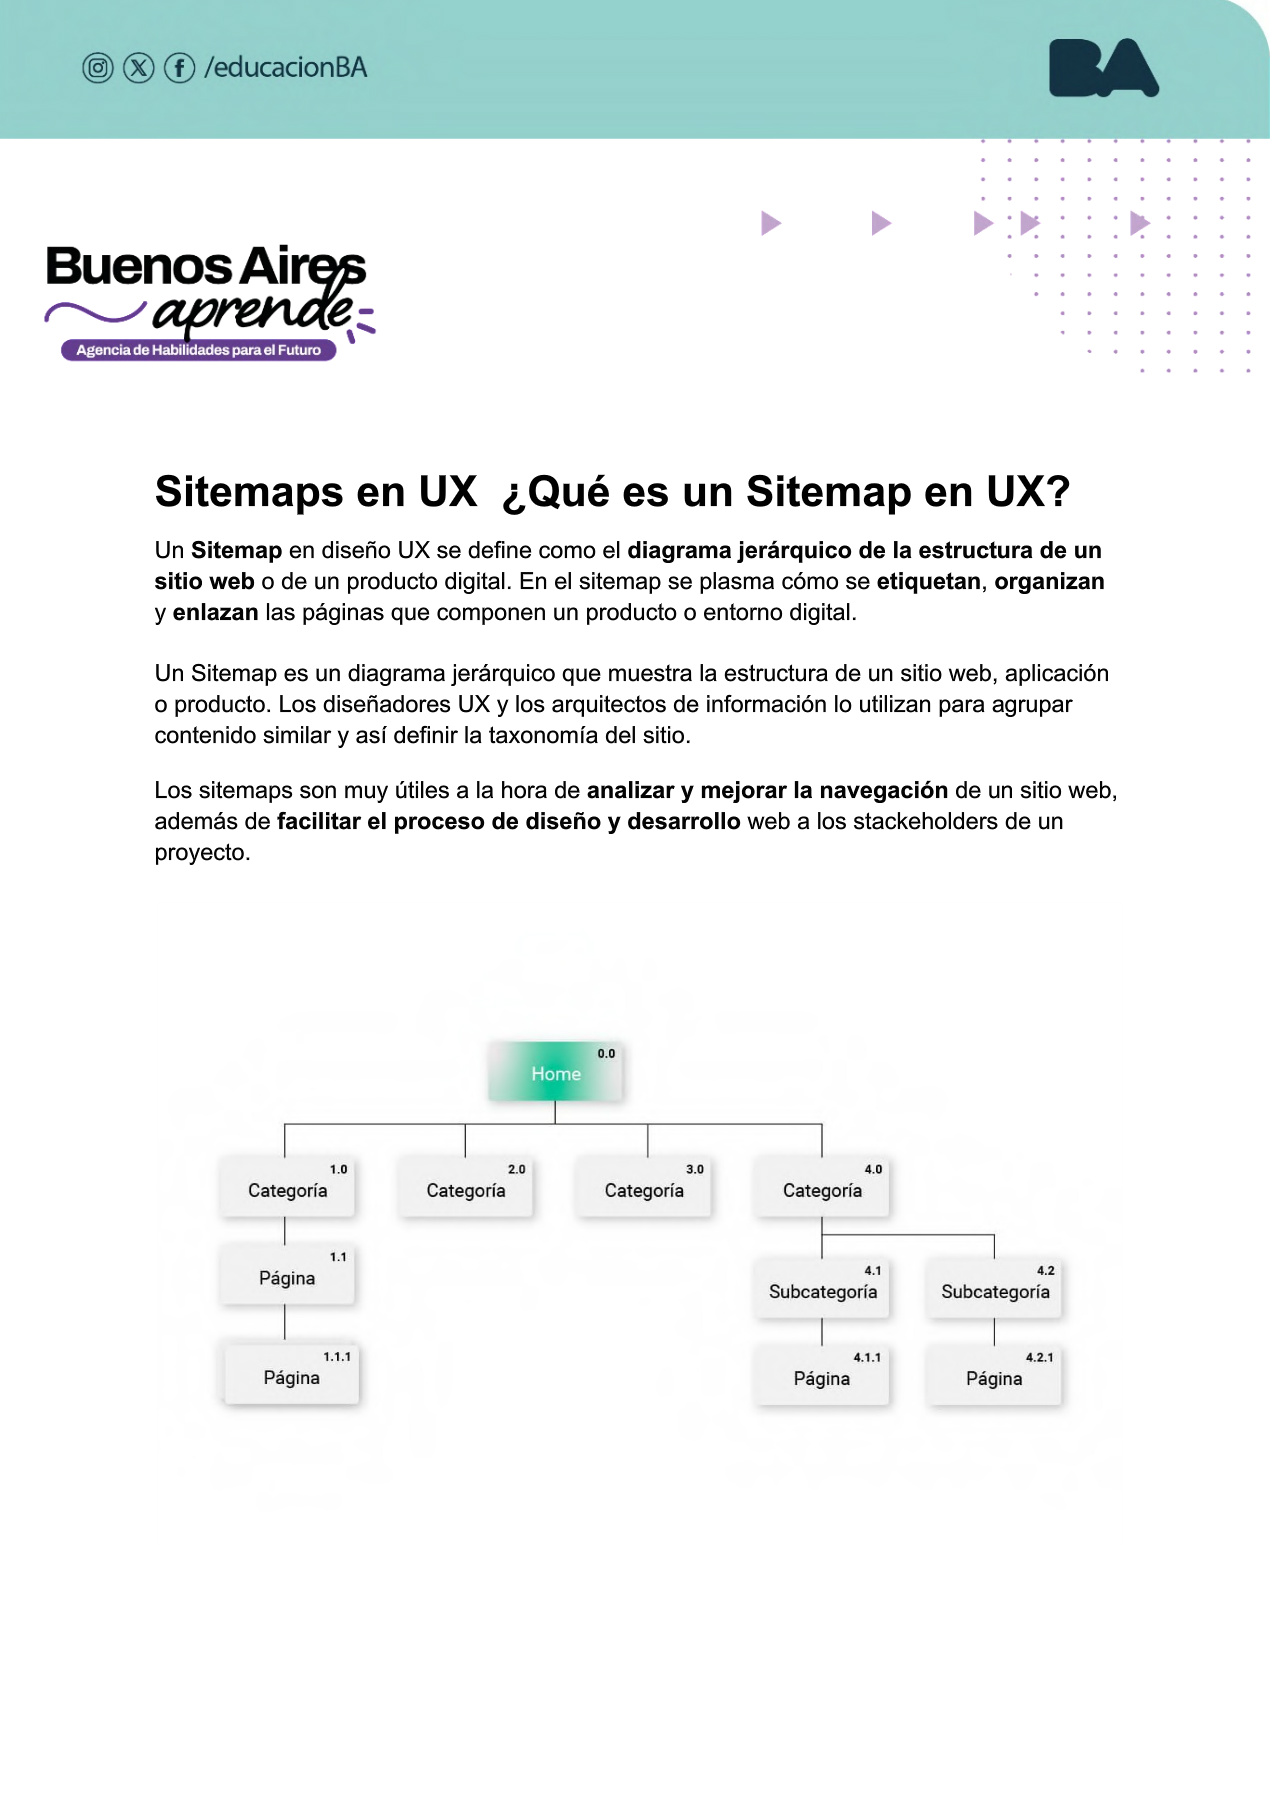 /educacionBA
BA
Buenos Aires
aprende
Agencia de Habilidades para el Futuro
Sitemaps en UX  ¿Qué es un Sitemap en UX?
Un Sitemap en diseño UX se define como el diagrama jerárquico de la estructura de un
sitio web o de un producto digital. En el sitemap se plasma cómo se etiquetan, organizan
y enlazan las páginas que componen un producto o entorno digital.
Un Sitemap es un diagrama jerárquico que muestra la estructura de un sitio web, aplicación
o producto. Los diseñadores UX y los arquitectos de información lo utilizan para agrupar
contenido similar y así definir la taxonomía del sitio.
Los sitemaps son muy útiles a la hora de analizar y mejorar la navegación de un sitio web,
además de facilitar el proceso de diseño y desarrollo web a los stackeholders de un
proyecto.
0.0
Home
1.0
Categoría
2.0
Categoría
3.0
Categoría
4.0
Categoría
1.1
Página
4.1
Subcategoría
4.2
Subcategoría
1.1.1
Página
4.1.1
Página
4.2.1
Página